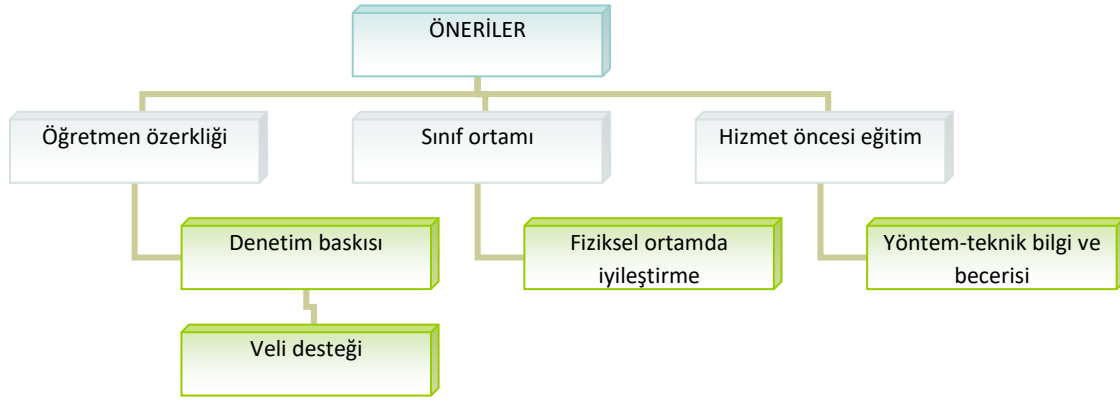 ÖNERİLER
Öğretmen özerkliği
Sınıf ortamı
Hizmet öncesi eğitim
Denetim baskısı
Fiziksel ortamda
iyileştirme
Yöntem-teknik bilgi ve
becerisi
Veli desteği